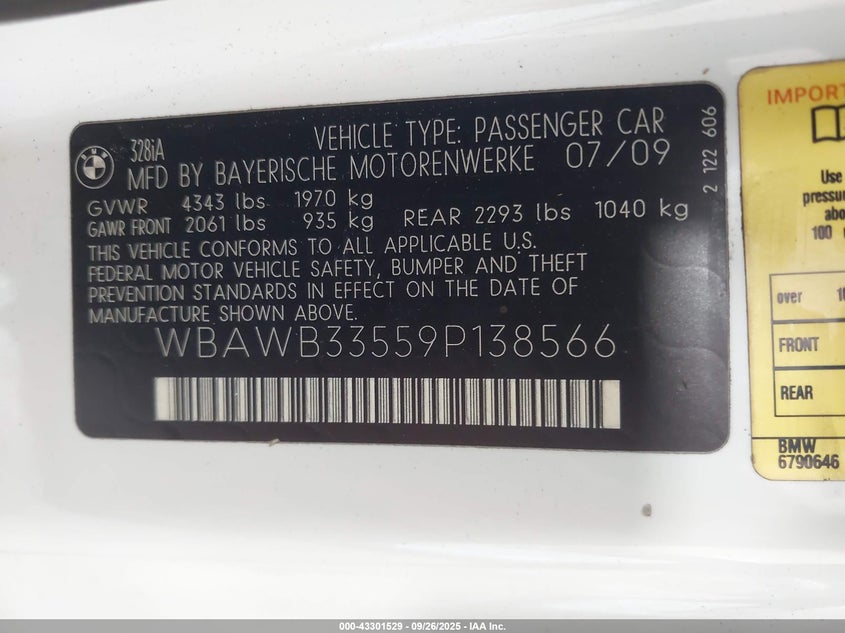 BMW
328iA
VEHICLE TYPE: PASSENGER CAR
MFD BY BAYERISCHE MOTORENWERKE 07/09
GVWR 4343 lbs 1970 kg
GAWR FRONT 2061 lbs 935 kg REAR 2293 lbs 1040 kg
THIS VEHICLE CONFORMS TO ALL APPLICABLE U.S.
FEDERAL MOTOR VEHICLE SAFETY, BUMPER AND THEFT
PREVENTION STANDARDS IN EFFECT ON THE DATE OF
MANUFACTURE SHOWN ABOVE.
WBAWB33559P138566
2 122 606
IMPORT
Use
pressu
abo
100
over 10
FRONT
REAR
BMW
6790646
000-43301529 - 09/26/2025 - IAA Inc.